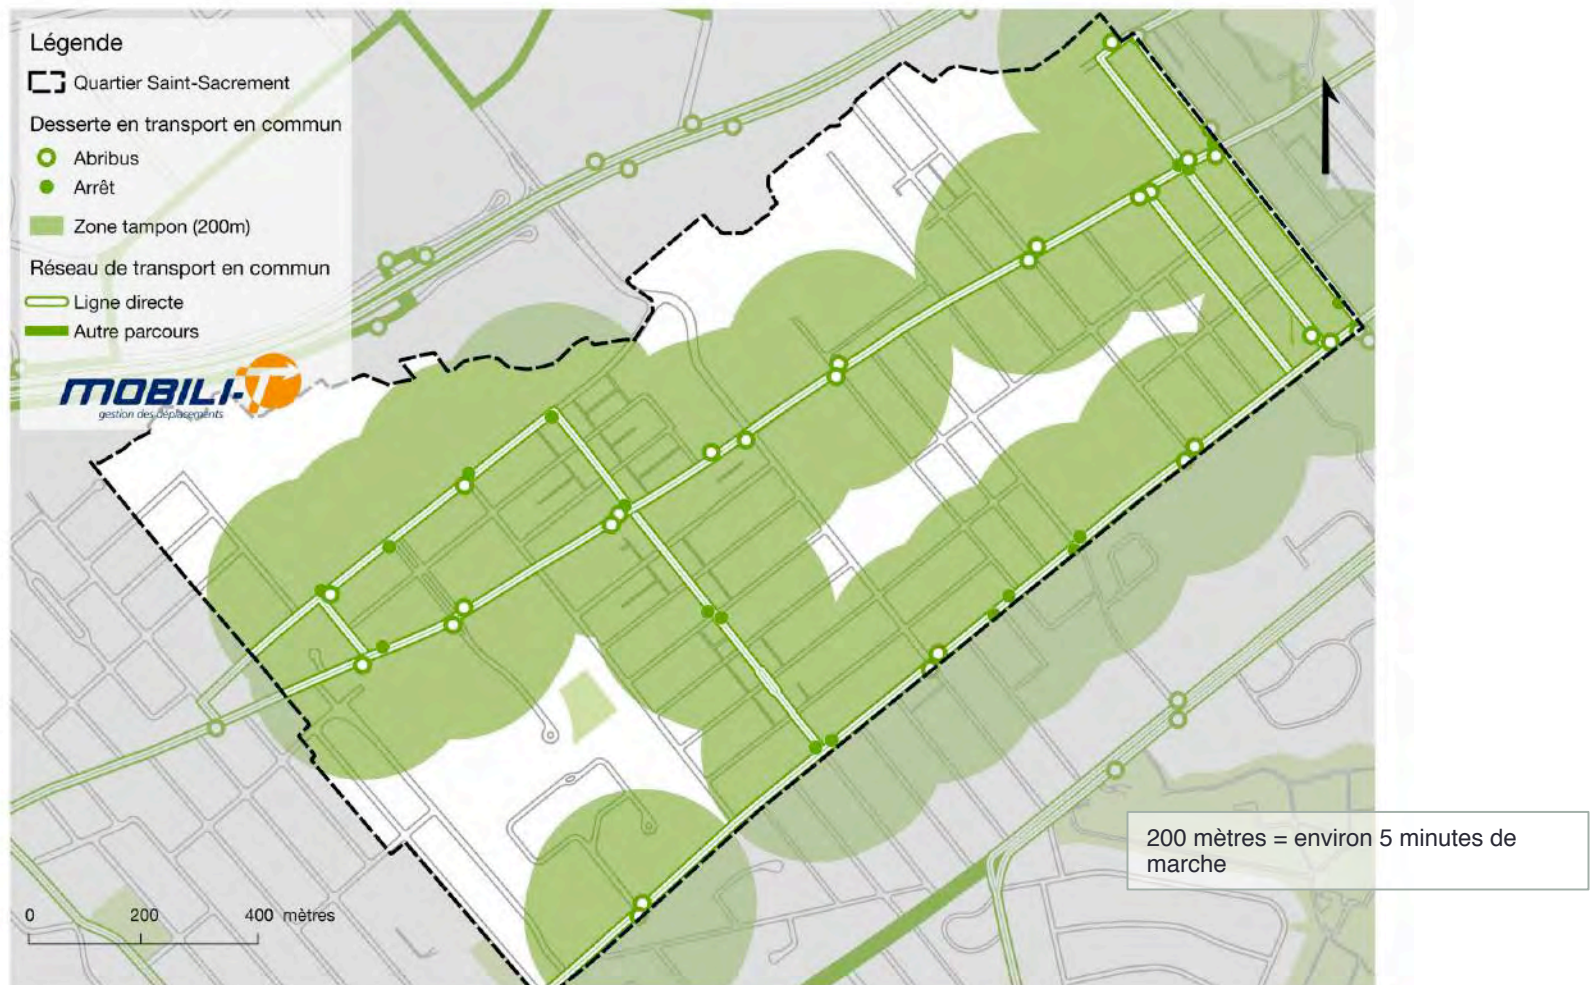 Légende
Quartier Saint-Sacrement
Desserte en transport en commun
Abribus
Arrêt
Zone tampon (200m)
Réseau de transport en commun
Ligne directe
Autre parcours
MOBILI-T
gestion des déplacements
0 200 400 mètres
200 mètres = environ 5 minutes de
marche